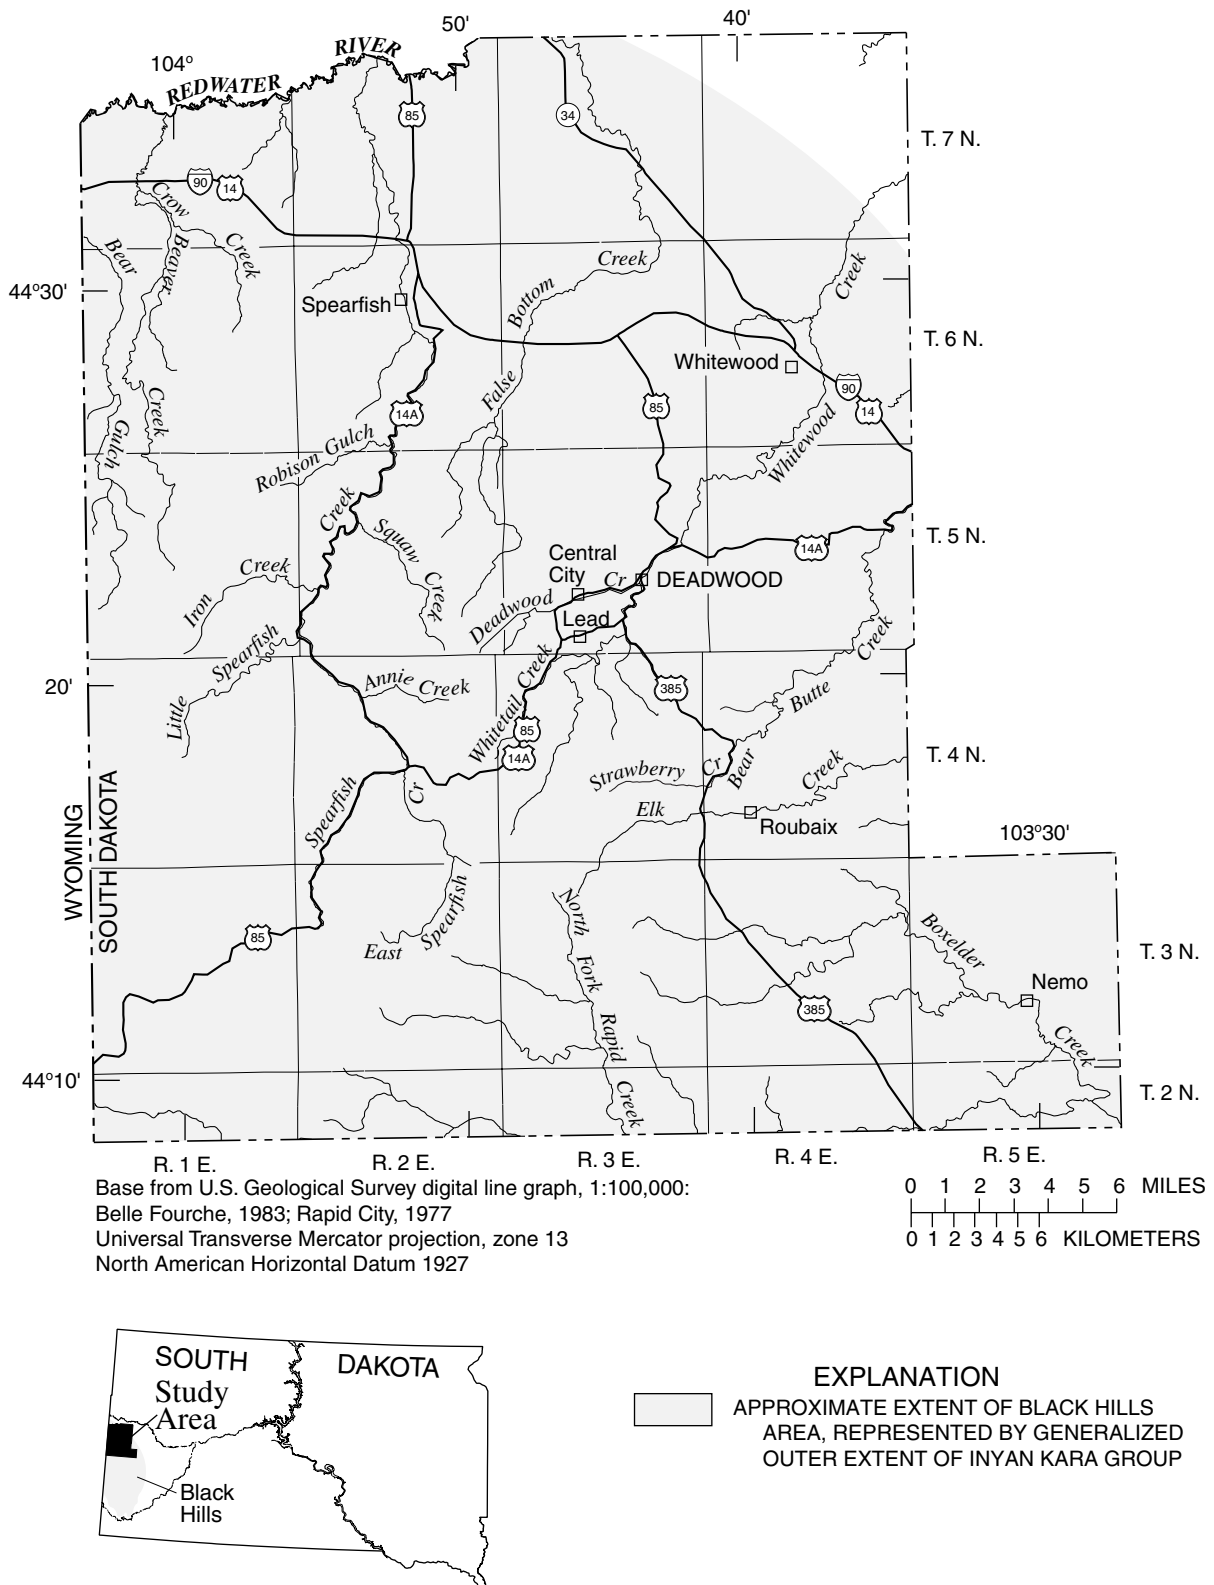 50'
40'
104°
REDWATER
RIVER
85
34
T. 7 N.
90
14
Crow
Creek
Beaver
Creek
Bear
Gulch
44°30'
Spearfish
Creek
Bottom
False
Creek
T. 6 N.
Whitewood
90
14
85
14A
Whitewood
Robison Gulch
Creek
Squaw
Creek
T. 5 N.
14A
Central
City
Cr
DEADWOOD
Deadwood
Lead
Iron
Creek
Spearfish
Little
Creek
20'
Annie Creek
Whitetail Creek
385
Butte
Bear
85
14A
Strawberry
Cr
Creek
T. 4 N.
Elk
Roubaix
Spearfish
Cr
103°30'
WYOMING
SOUTH DAKOTA
Spearfish
East
85
North
Fork
Rapid
Creek
Boxelder
Creek
T. 3 N.
Nemo
385
44°10'
T. 2 N.
R. 1 E.
R. 2 E.
R. 3 E.
R. 4 E.
R. 5 E.
Base from U.S. Geological Survey digital line graph, 1:100,000:
Belle Fourche, 1983; Rapid City, 1977
Universal Transverse Mercator projection, zone 13
North American Horizontal Datum 1927
0 1 2 3 4 5 6 MILES
0 1 2 3 4 5 6 KILOMETERS
SOUTH DAKOTA
Study
Area
Black
Hills
EXPLANATION
APPROXIMATE EXTENT OF BLACK HILLS
AREA, REPRESENTED BY GENERALIZED
OUTER EXTENT OF INYAN KARA GROUP